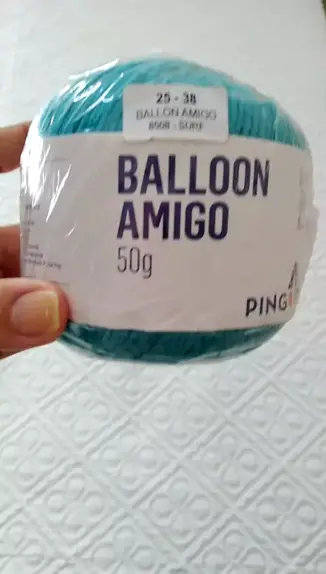 25 - 38
BALLON AMIGO
8508 - SURF
BALLOON
AMIGO
50g
PING